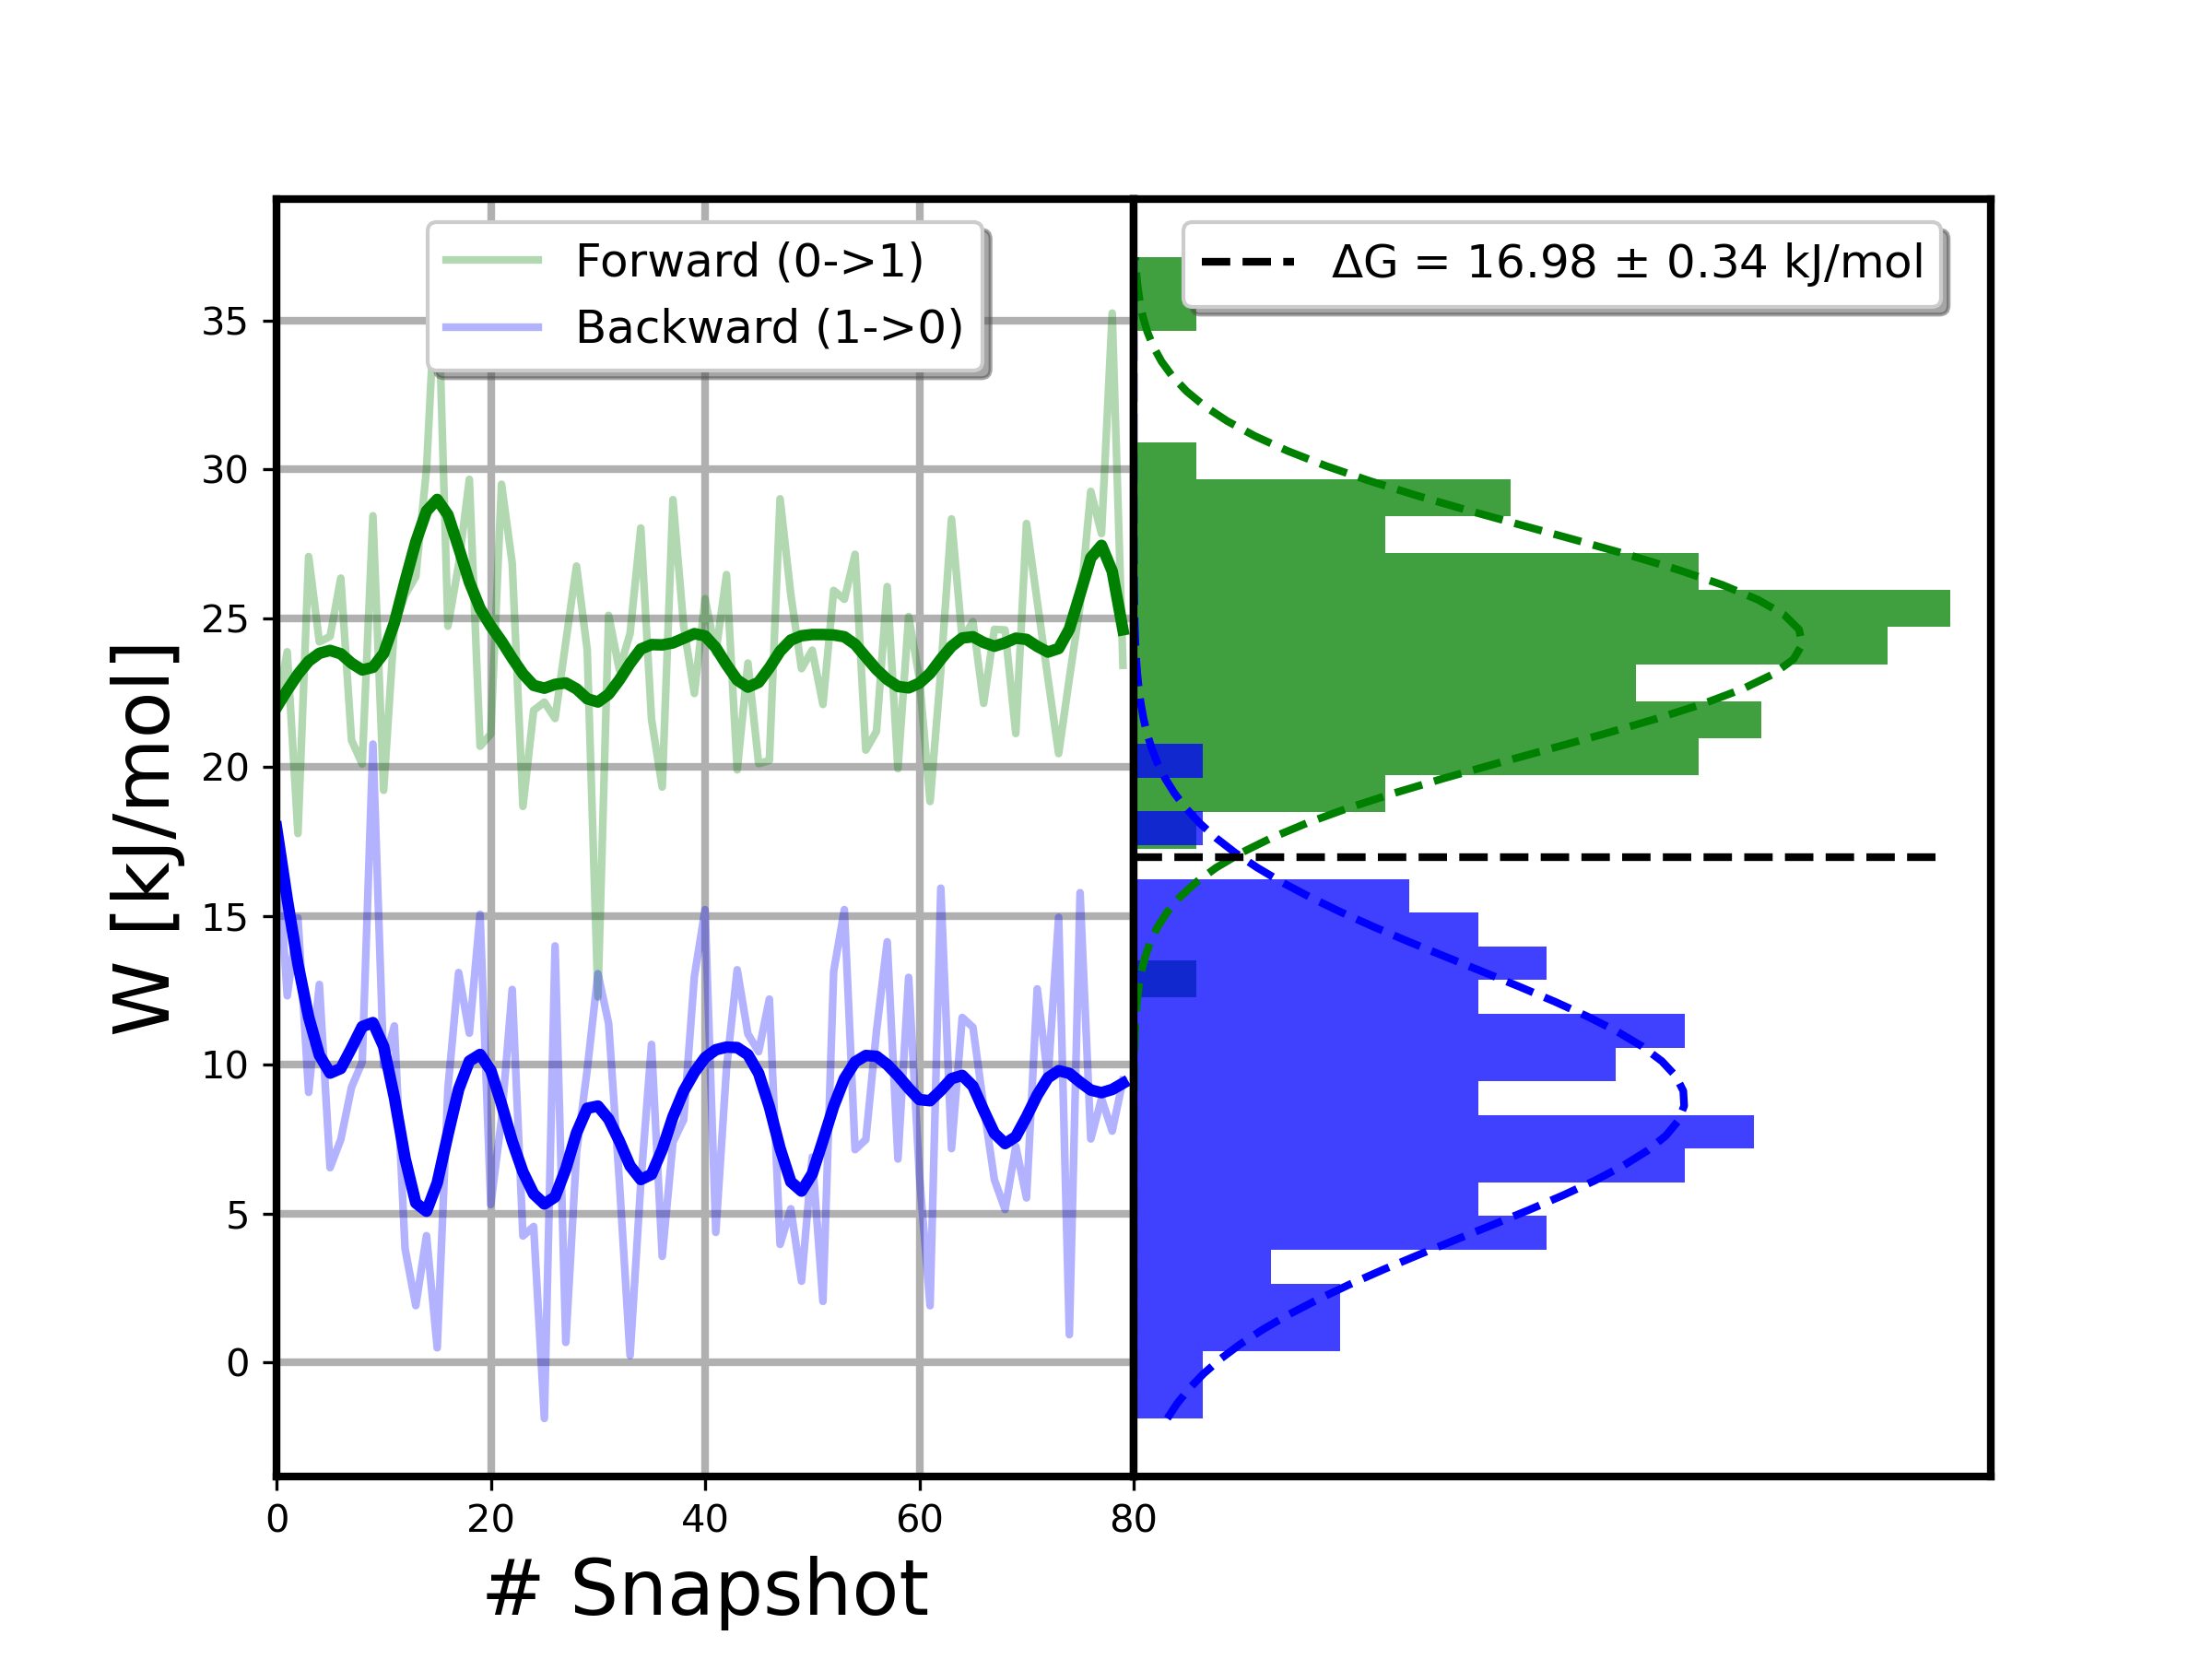 Forward (0->1)
Backward (1->0)
ΔG = 16.98 ± 0.34 kJ/mol
W [kJ/mol]
35
30
25
20
15
10
5
0
0 20 40 60 80
# Snapshot